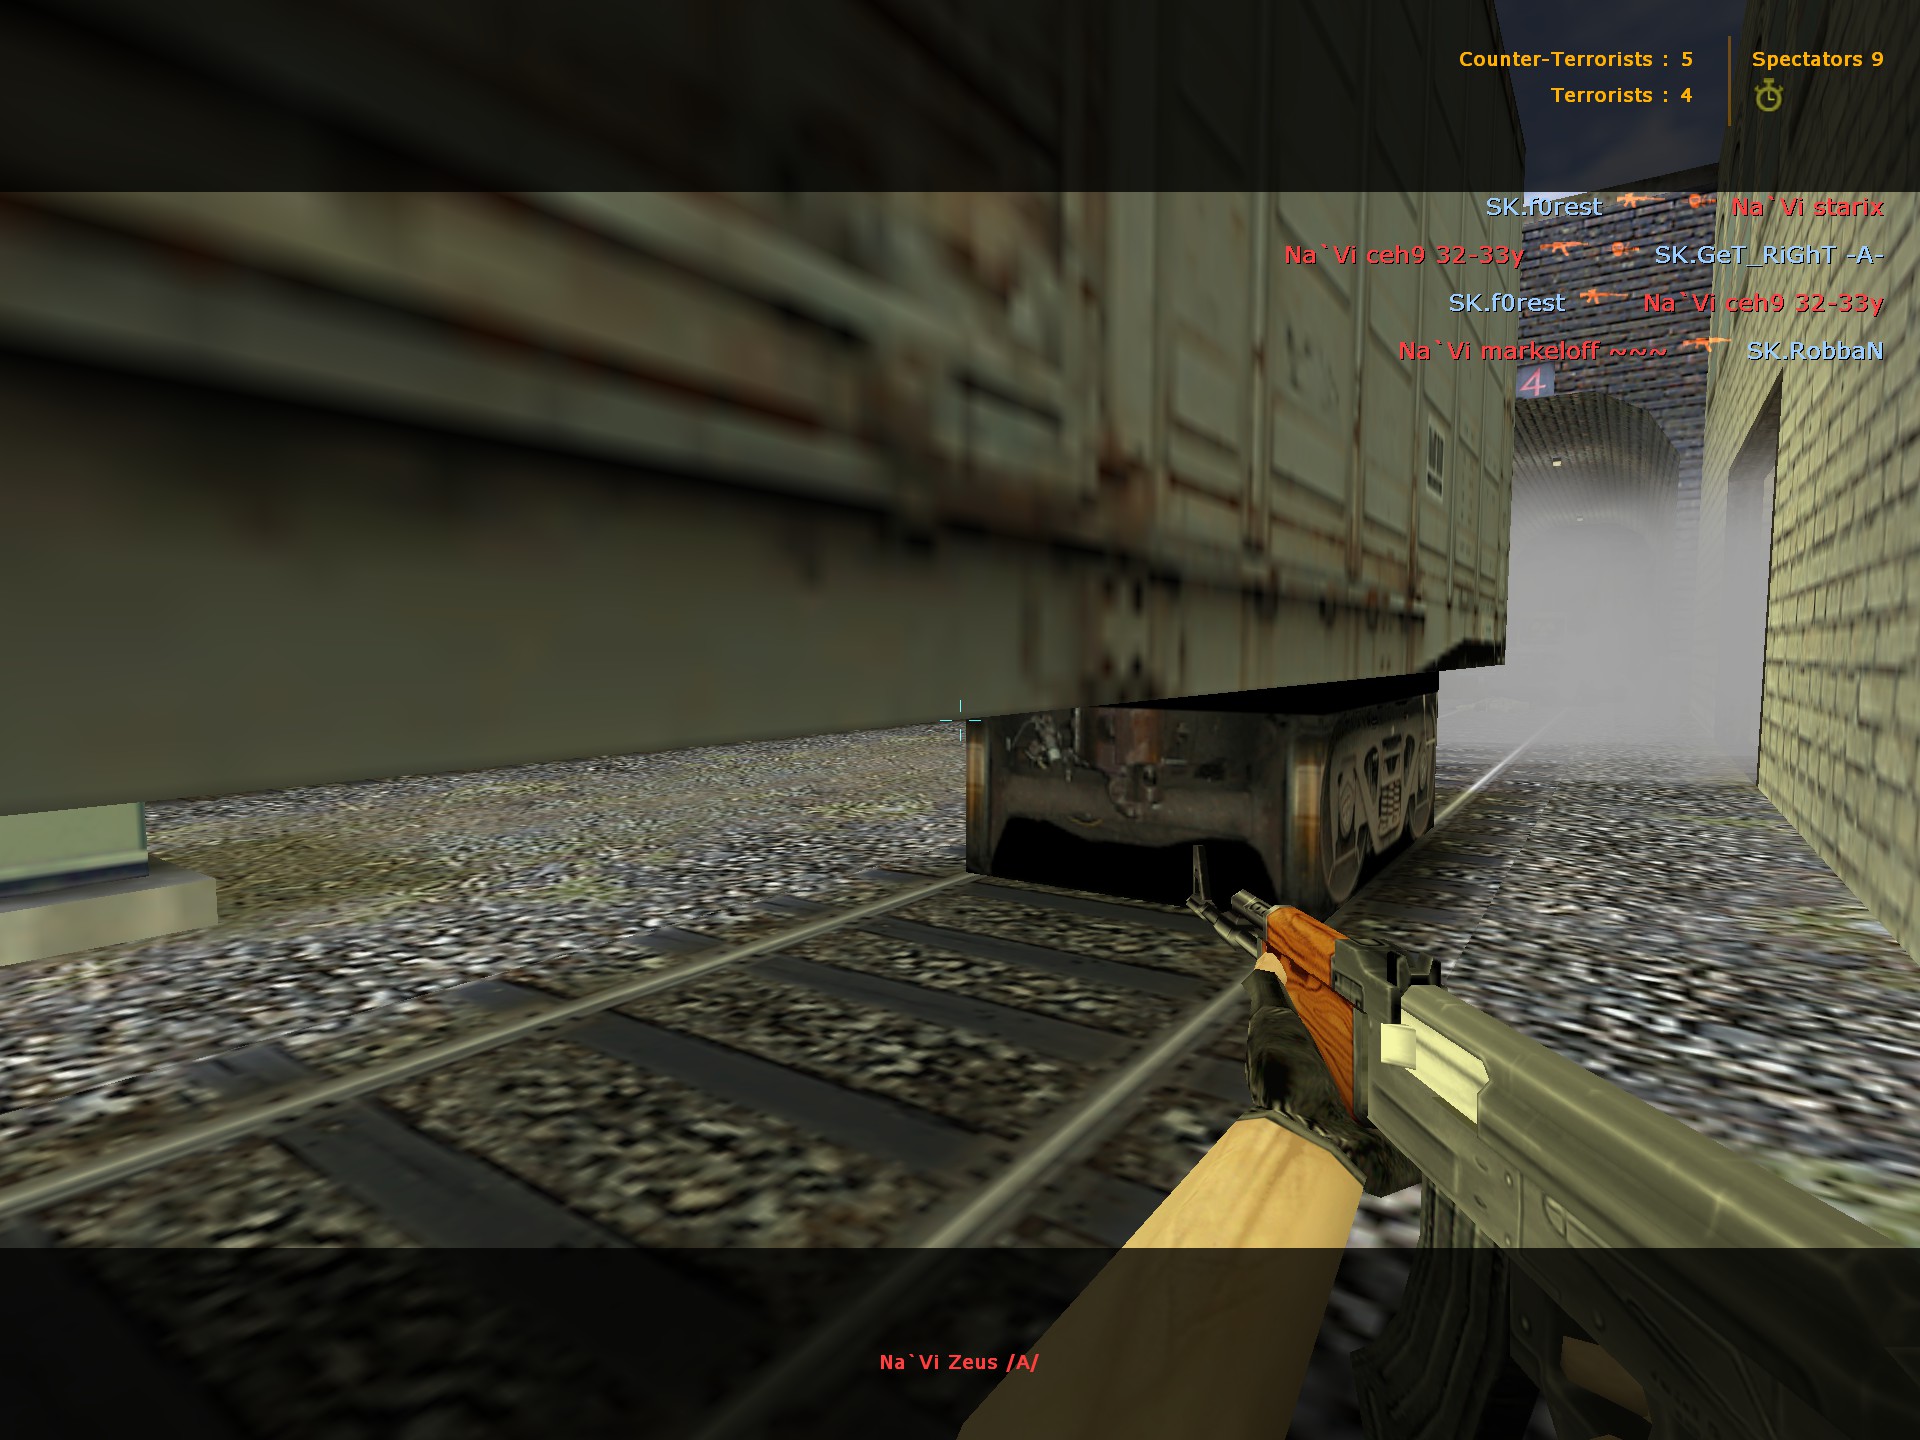 Counter-Terrorists : 5
Terrorists : 4
Spectators 9
SK.f0rest Na`Vi starix
Na`Vi ceh9 32-33y SK.GeT_RiGhT -A-
SK.f0rest Na`Vi ceh9 32-33y
Na`Vi markeloff ~~~ SK.RobbaN
4
Na`Vi Zeus /A/